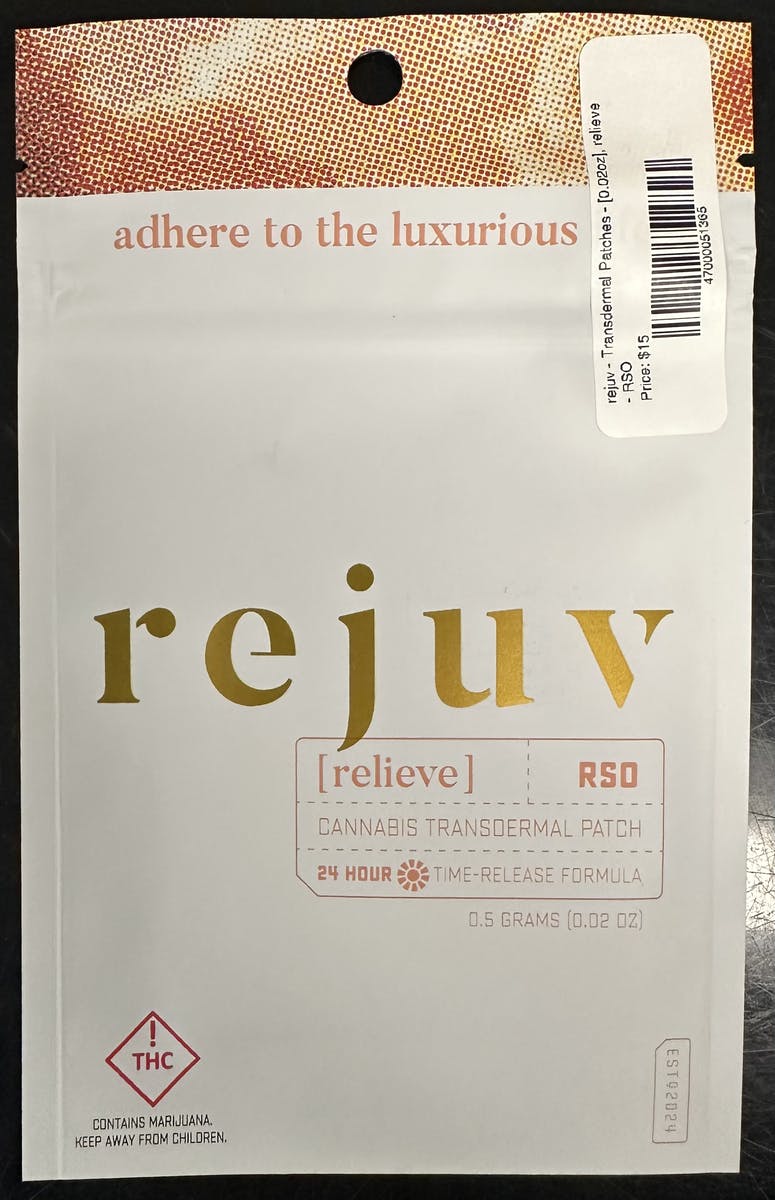 adhere to the luxurious
rejuv - Transdermal Patches - [0.02oz], relieve
- RSO
Price: $15
47000051365
rejuv
[relieve] RSO
CANNABIS TRANSDERMAL PATCH
24 HOUR TIME-RELEASE FORMULA
0.5 GRAMS (0.02 OZ)
!
THC
CONTAINS MARIJUANA.
KEEP AWAY FROM CHILDREN.
EST◊2024